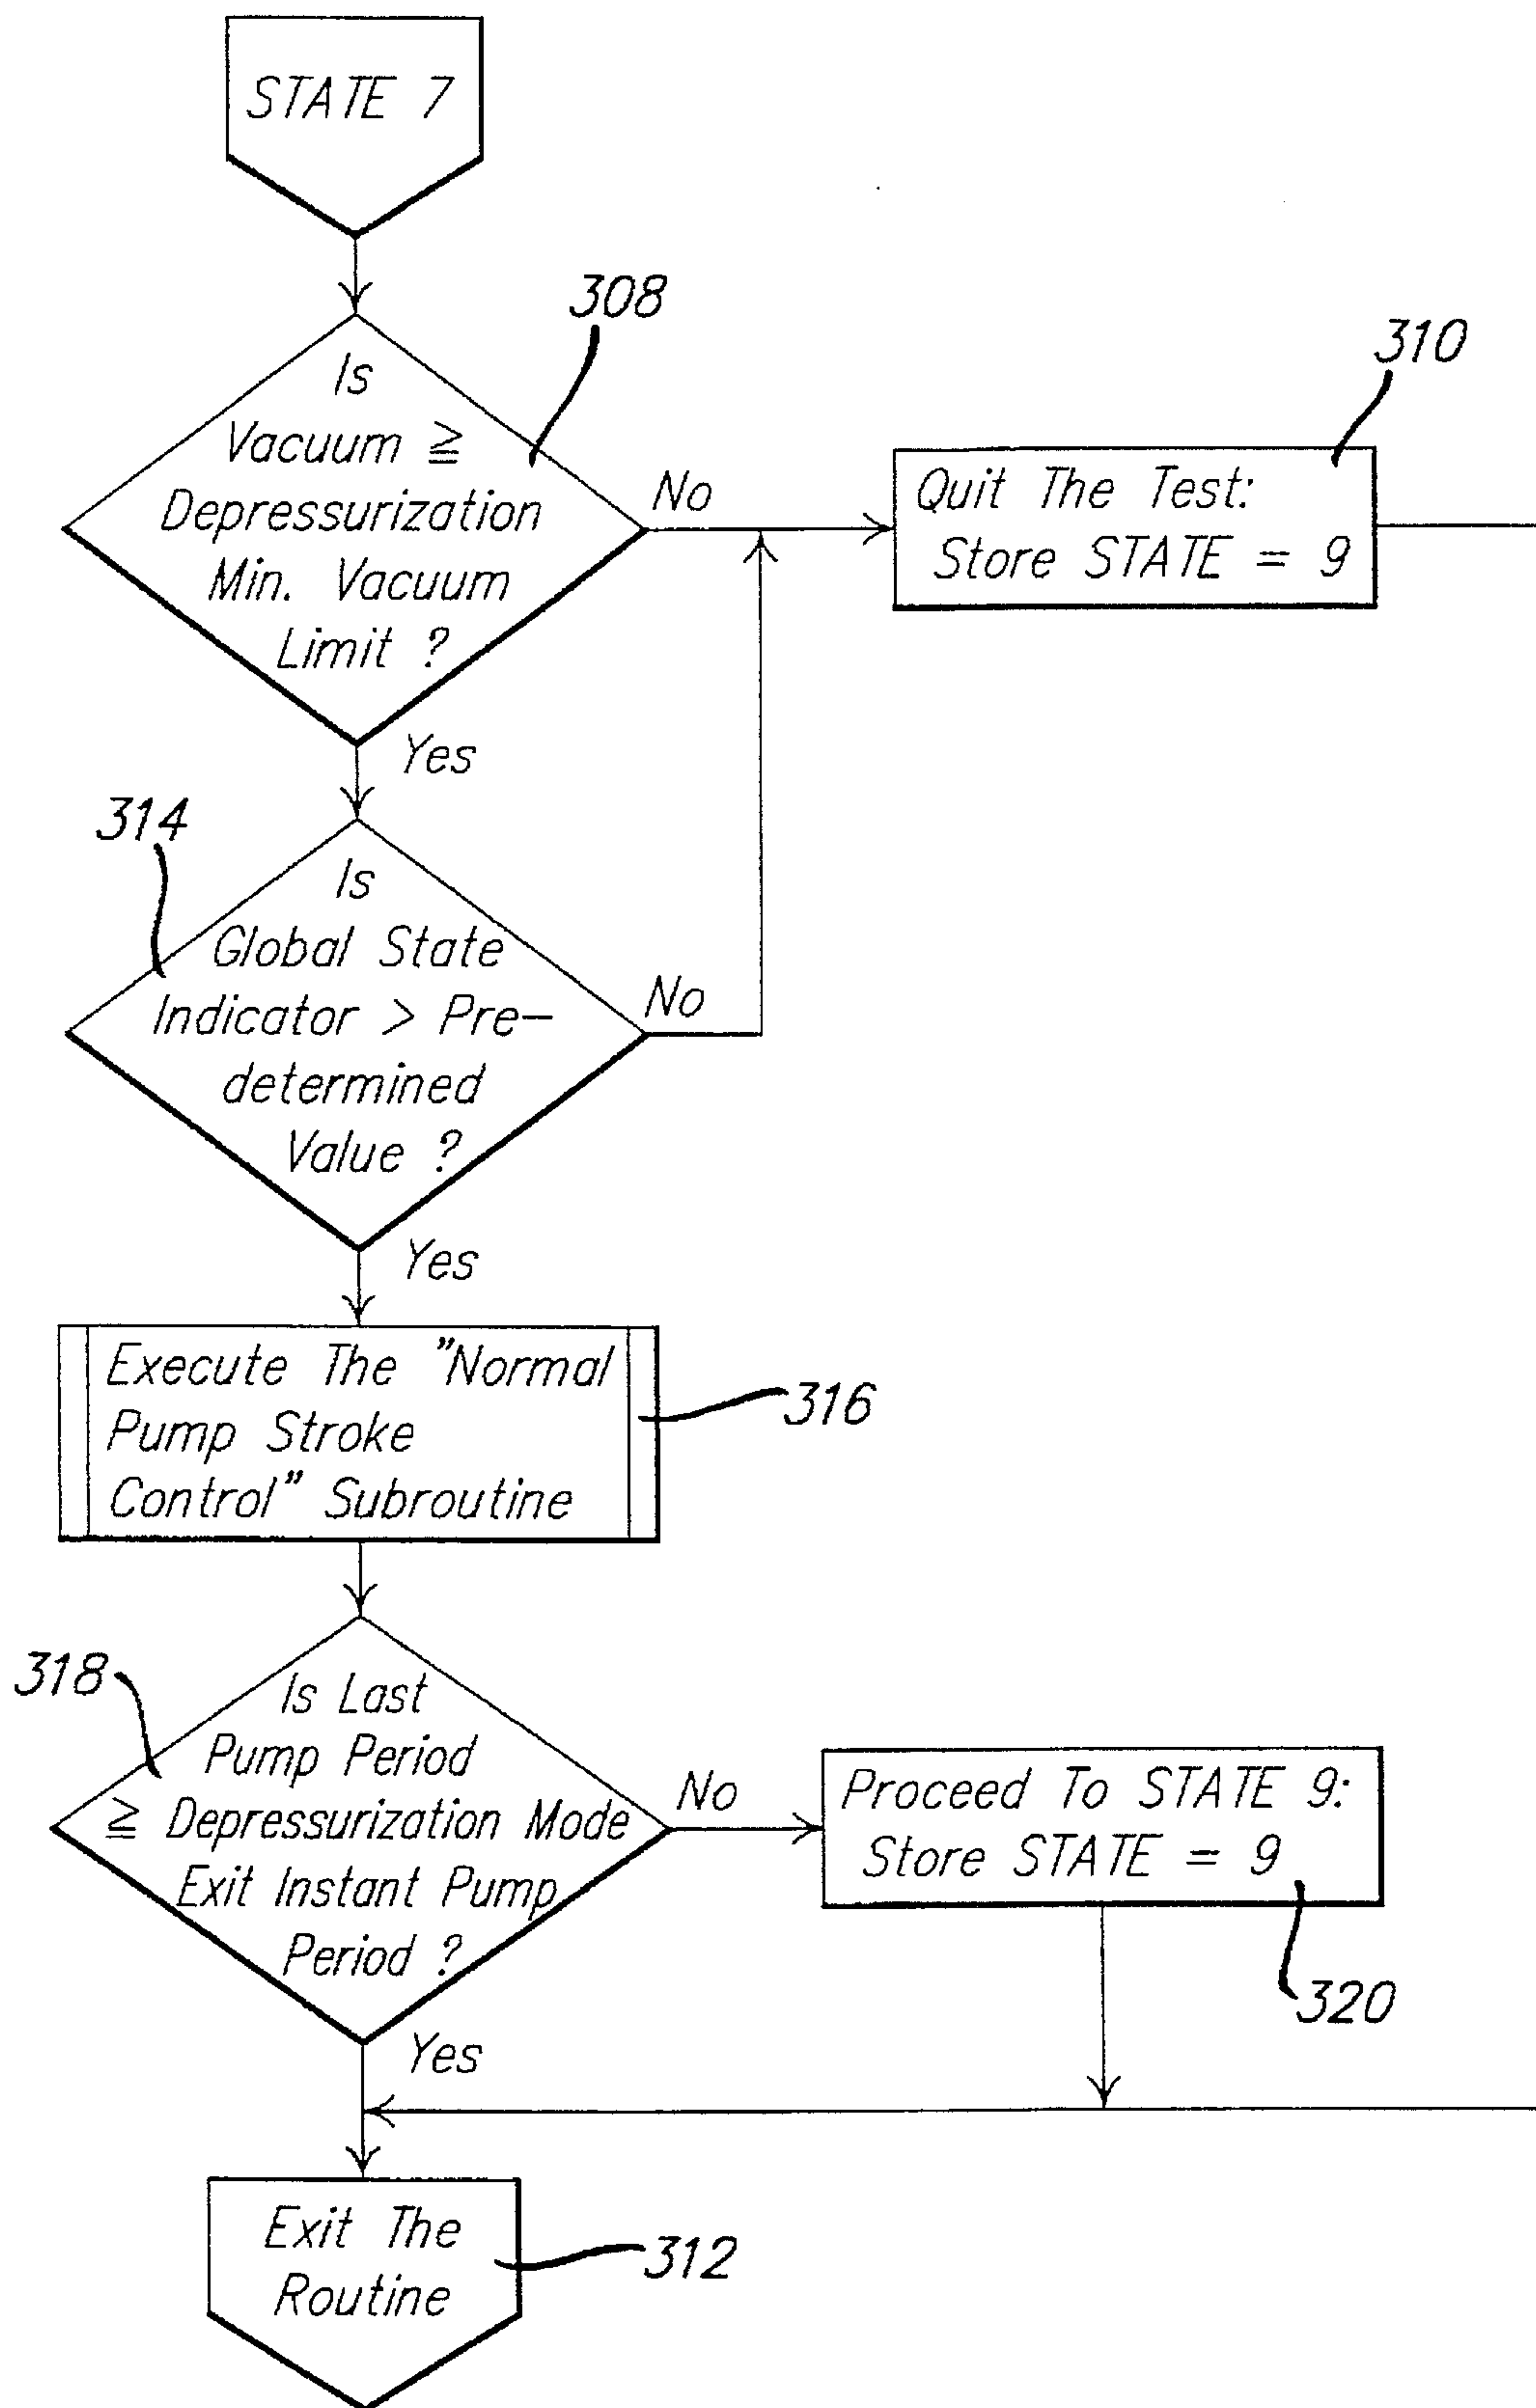 STATE 7
308
Is
Vacuum ≧
Depressurization
Min. Vacuum
Limit ?
No
310
Quit The Test:
Store STATE = 9
Yes
314
Is
Global State
Indicator > Pre-
determined
Value ?
No
Yes
Execute The "Normal
Pump Stroke
Control" Subroutine
316
318
Is Last
Pump Period
≧ Depressurization Mode
Exit Instant Pump
Period ?
No
Proceed To STATE 9:
Store STATE = 9
320
Yes
Exit The
Routine
312